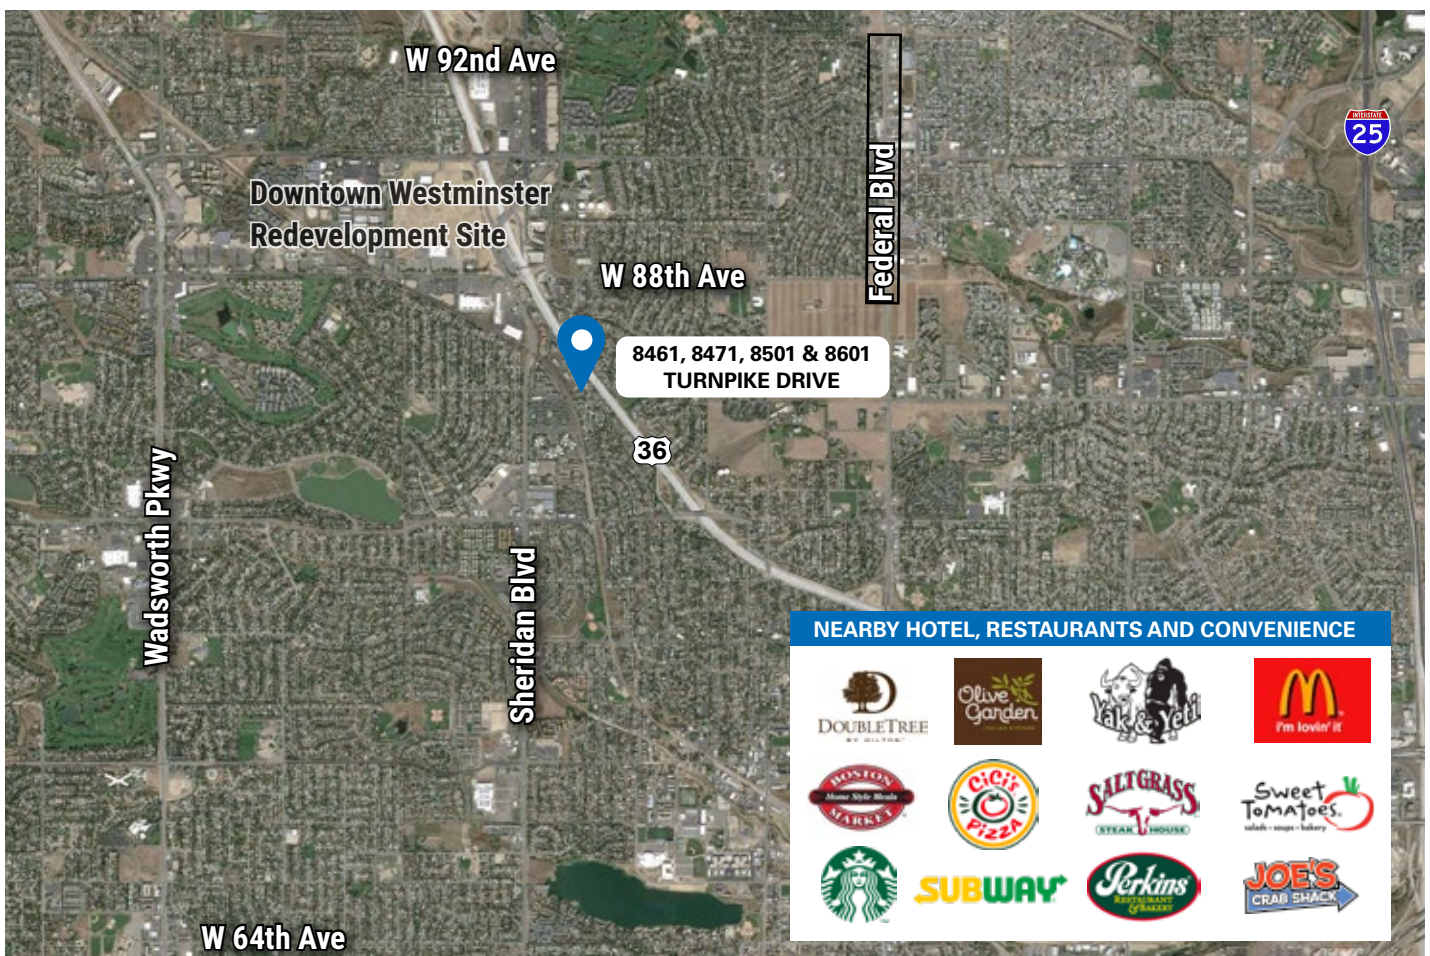 W 92nd Ave
INTERSTATE
25
Downtown Westminster
Redevelopment Site
Federal Blvd
W 88th Ave
8461, 8471, 8501 & 8601
TURNPIKE DRIVE
36
Wadsworth Pkwy
Sheridan Blvd
W 64th Ave
NEARBY HOTEL, RESTAURANTS AND CONVENIENCE
DOUBLETREE
BY HILTON
Olive
Garden
ITALIAN KITCHEN
Yak & Yeti
i'm lovin' it
BOSTON
Home Style Meals
MARKET
CiCi's
Pizza
SALTGRASS
STEAK HOUSE
Sweet
Tomatoes
salads • soups • bakery
SUBWAY
Perkins
RESTAURANT
& BAKERY
JOE'S
CRAB SHACK